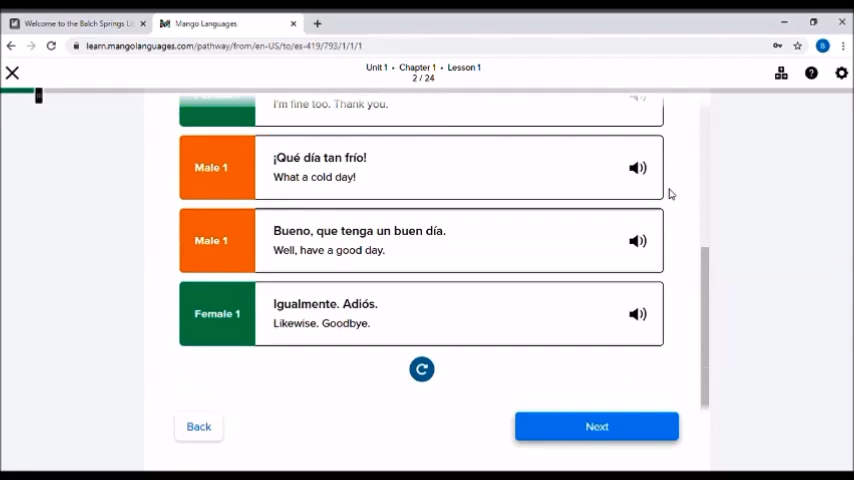 Welcome to the Balch Springs Li
Mango Languages
learn.mangolanguages.com/pathway/from/en-US/to/es-419/793/1/1/1
B
Unit 1 • Chapter 1 • Lesson 1
2 / 24
I'm fine too. Thank you.
Male 1
¡Qué día tan frío!
What a cold day!
Male 1
Bueno, que tenga un buen día.
Well, have a good day.
Female 1
Igualmente. Adiós.
Likewise. Goodbye.
Back
Next